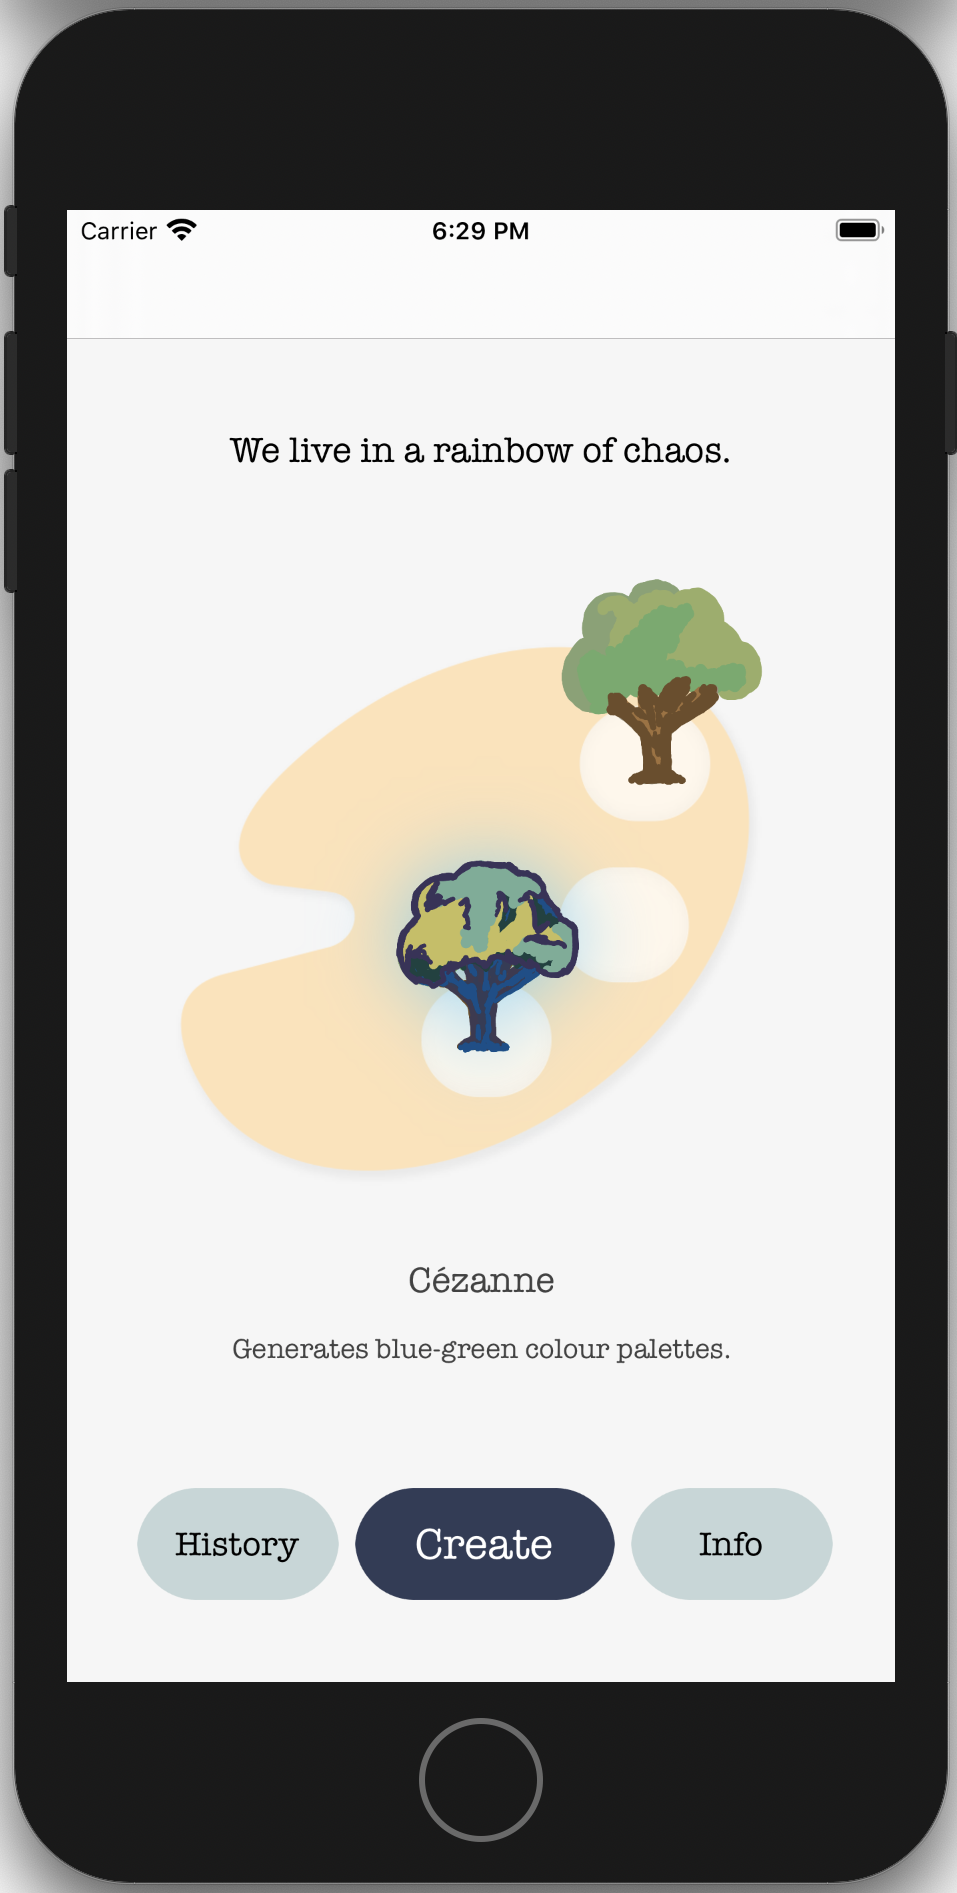 Carrier 6:29 PM
We live in a rainbow of chaos.
Cézanne
Generates blue-green colour palettes.
History Create Info